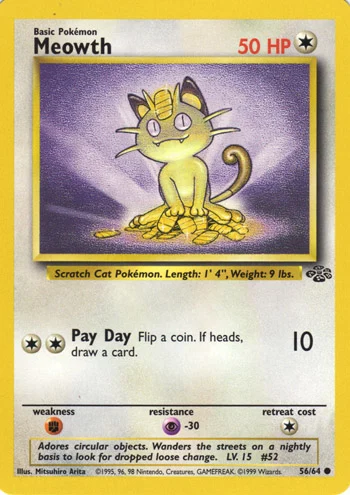 Basic Pokémon
Meowth 50 HP
Scratch Cat Pokémon. Length: 1' 4", Weight: 9 lbs.
Pay Day Flip a coin. If heads, 10
draw a card.
weakness resistance retreat cost
-30
Adores circular objects. Wanders the streets on a nightly
basis to look for dropped loose change. LV. 15 #52
Illus. Mitsuhiro Arita ©1995, 96, 98 Nintendo, Creatures, GAMEFREAK. ©1999 Wizards. 56/64